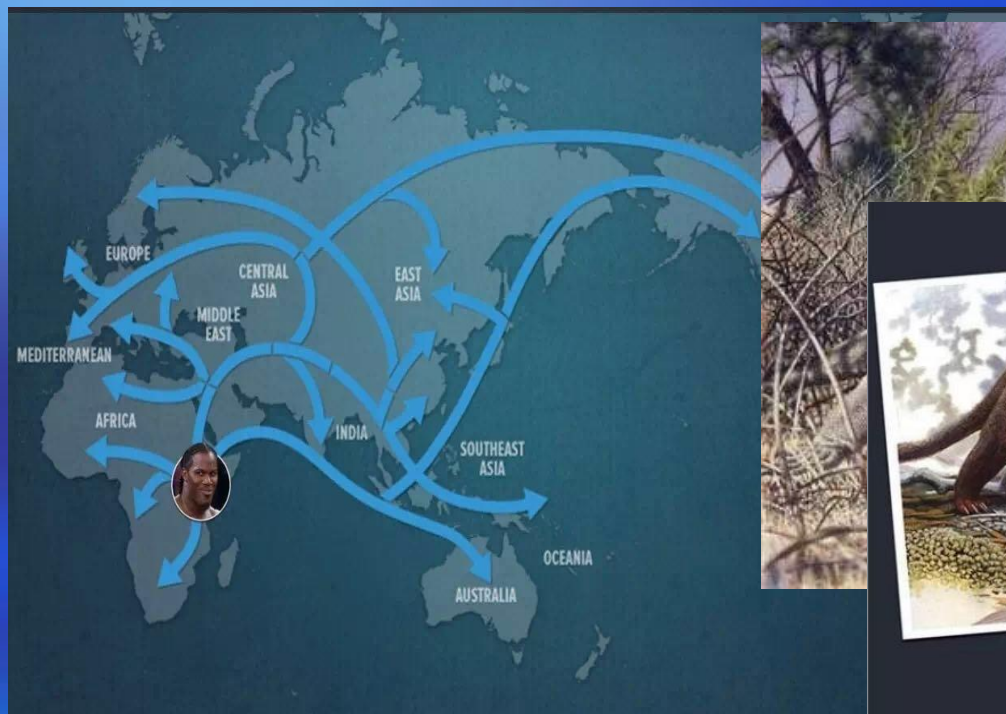 EUROPE
CENTRAL
ASIA
EAST
ASIA
MIDDLE
EAST
MEDITERRANEAN
AFRICA
INDIA
SOUTHEAST
ASIA
OCEANIA
AUSTRALIA